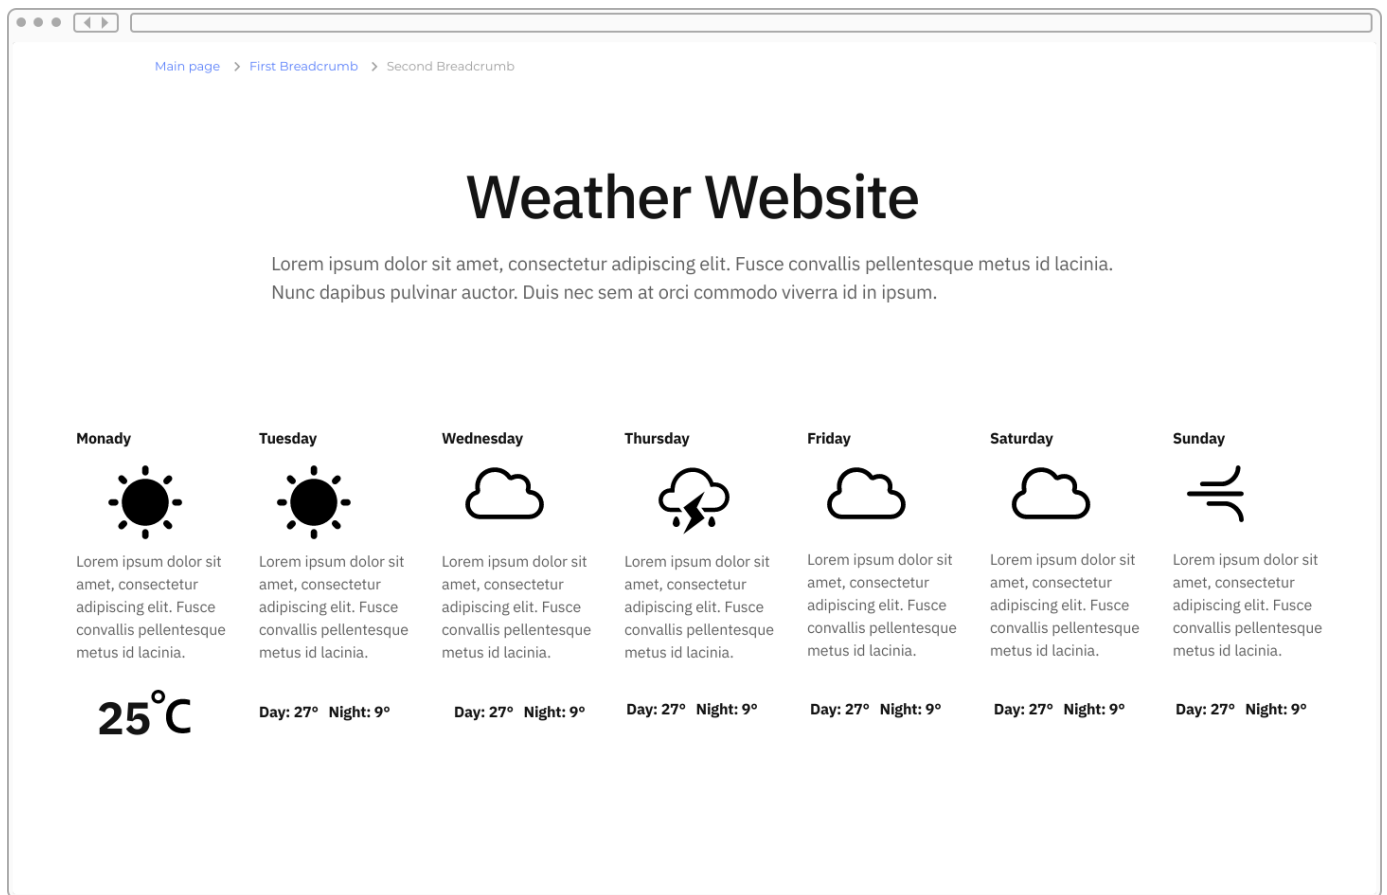 Main page > First Breadcrumb > Second Breadcrumb
Weather Website
Lorem ipsum dolor sit amet, consectetur adipiscing elit. Fusce convallis pellentesque metus id lacinia.
Nunc dapibus pulvinar auctor. Duis nec sem at orci commodo viverra id in ipsum.
Monady
Lorem ipsum dolor sit
amet, consectetur
adipiscing elit. Fusce
convallis pellentesque
metus id lacinia.
25°C
Tuesday
Lorem ipsum dolor sit
amet, consectetur
adipiscing elit. Fusce
convallis pellentesque
metus id lacinia.
Day: 27° Night: 9°
Wednesday
Lorem ipsum dolor sit
amet, consectetur
adipiscing elit. Fusce
convallis pellentesque
metus id lacinia.
Day: 27° Night: 9°
Thursday
Lorem ipsum dolor sit
amet, consectetur
adipiscing elit. Fusce
convallis pellentesque
metus id lacinia.
Day: 27° Night: 9°
Friday
Lorem ipsum dolor sit
amet, consectetur
adipiscing elit. Fusce
convallis pellentesque
metus id lacinia.
Day: 27° Night: 9°
Saturday
Lorem ipsum dolor sit
amet, consectetur
adipiscing elit. Fusce
convallis pellentesque
metus id lacinia.
Day: 27° Night: 9°
Sunday
Lorem ipsum dolor sit
amet, consectetur
adipiscing elit. Fusce
convallis pellentesque
metus id lacinia.
Day: 27° Night: 9°